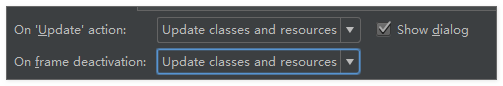 On 'Update' action: Update classes and resources Show dialog
On frame deactivation: Update classes and resources